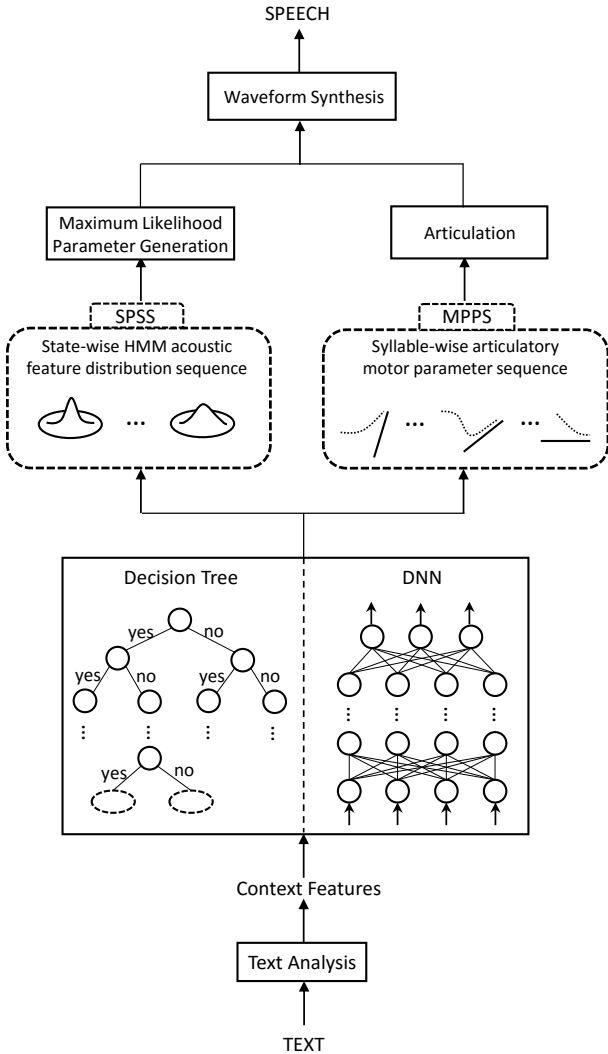 SPEECH
Waveform Synthesis
Maximum Likelihood
Parameter Generation
Articulation
SPSS
MPPS
State-wise HMM acoustic
feature distribution sequence
Syllable-wise articulatory
motor parameter sequence
...
...
...
Decision Tree
DNN
yes
no
yes
no
yes
no
...
...
...
...
...
...
...
yes
no
Context Features
Text Analysis
TEXT